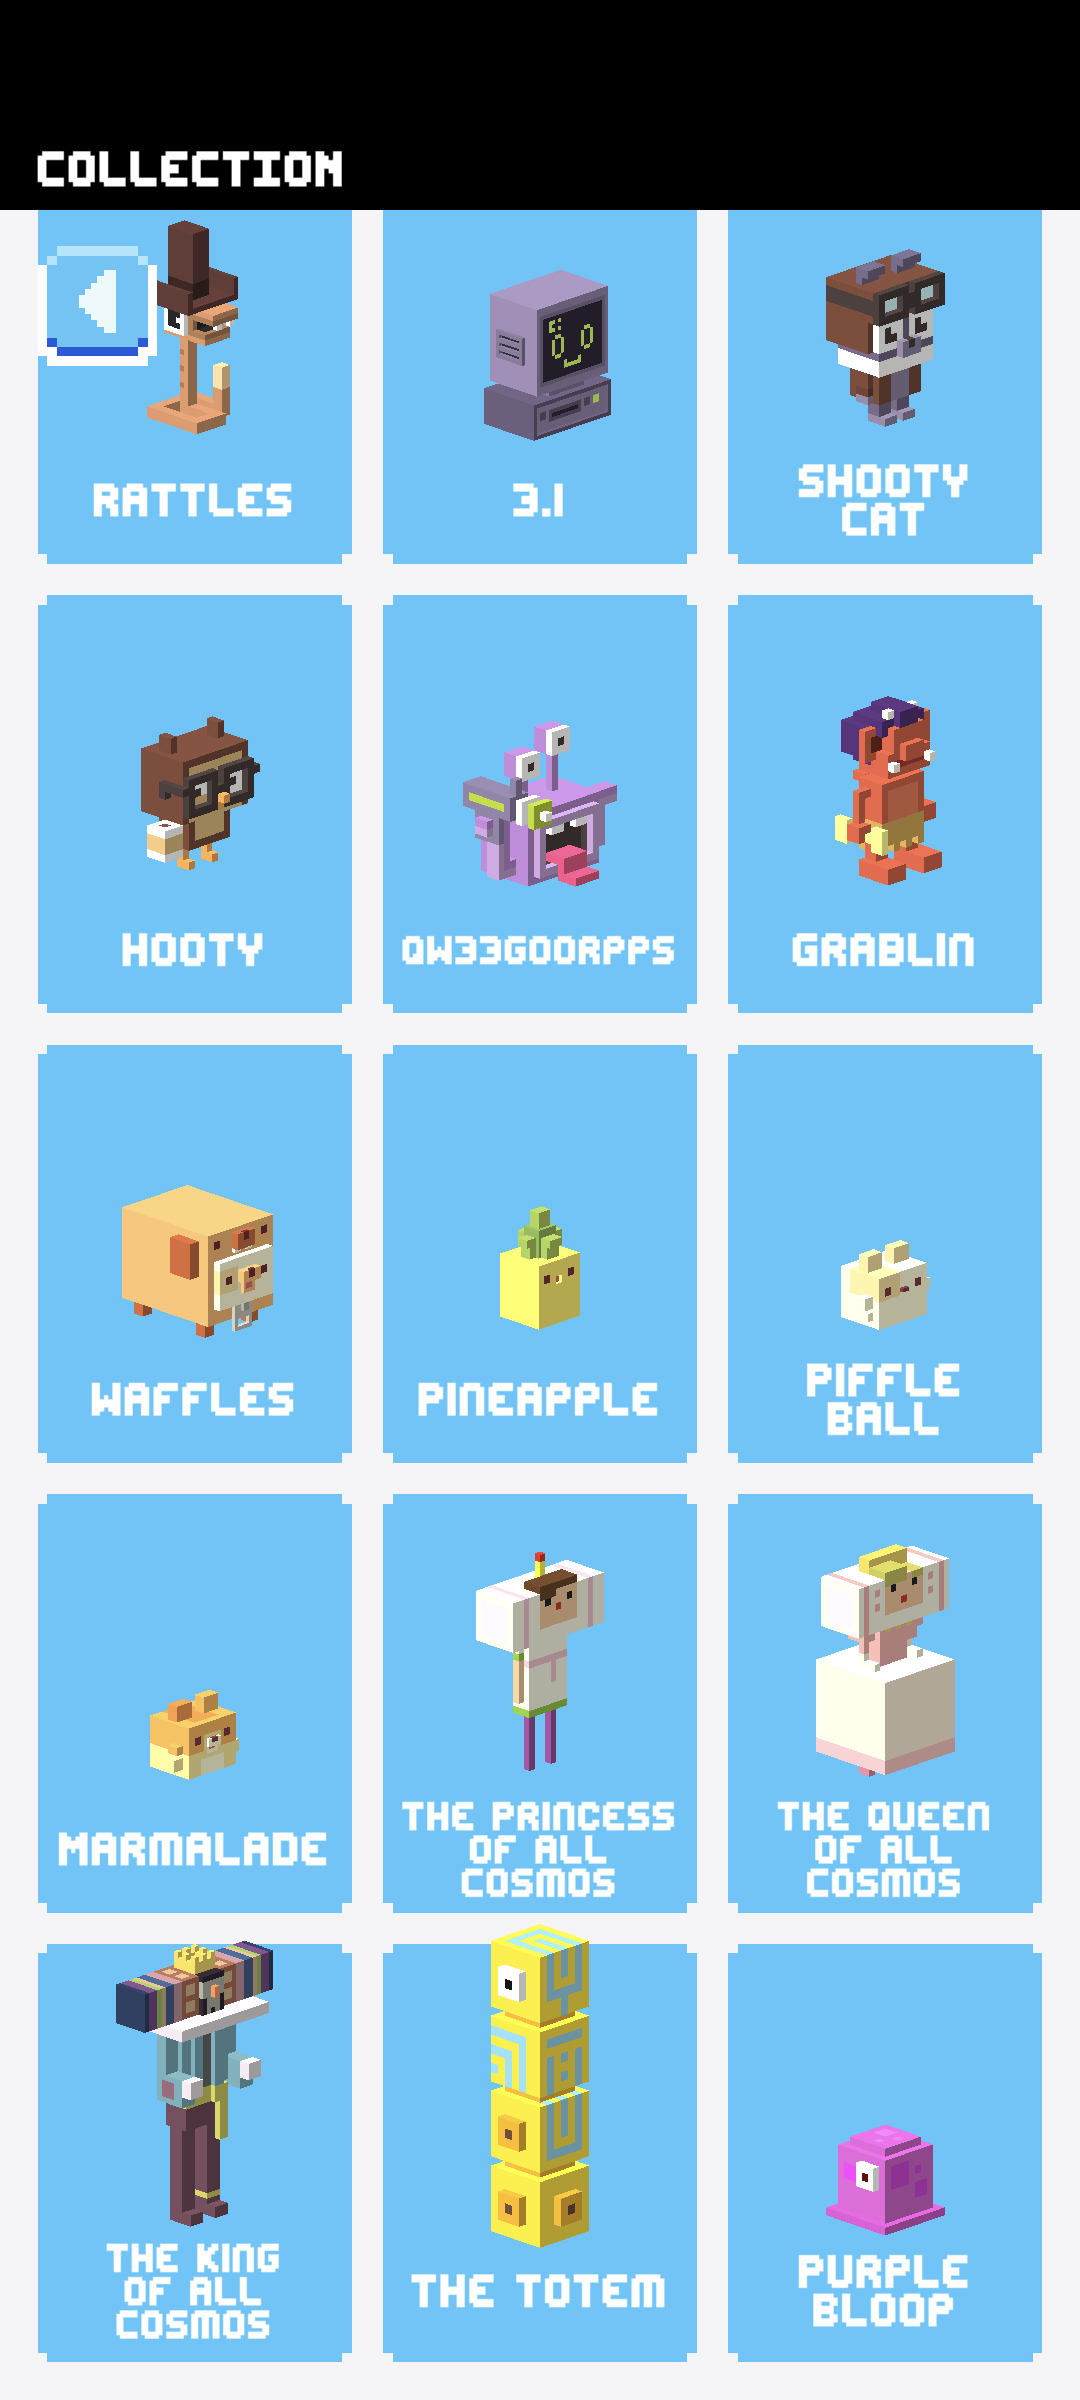 COLLECTION
RATTLES
3.1
SHOOTY
CAT
HOOTY
QW33GOORPPS
GRABLIN
WAFFLES
PINEAPPLE
PIFFLE
BALL
MARMALADE
THE PRINCESS
OF ALL
COSMOS
THE QUEEN
OF ALL
COSMOS
THE KING
OF ALL
COSMOS
THE TOTEM
PURPLE
BLOOP